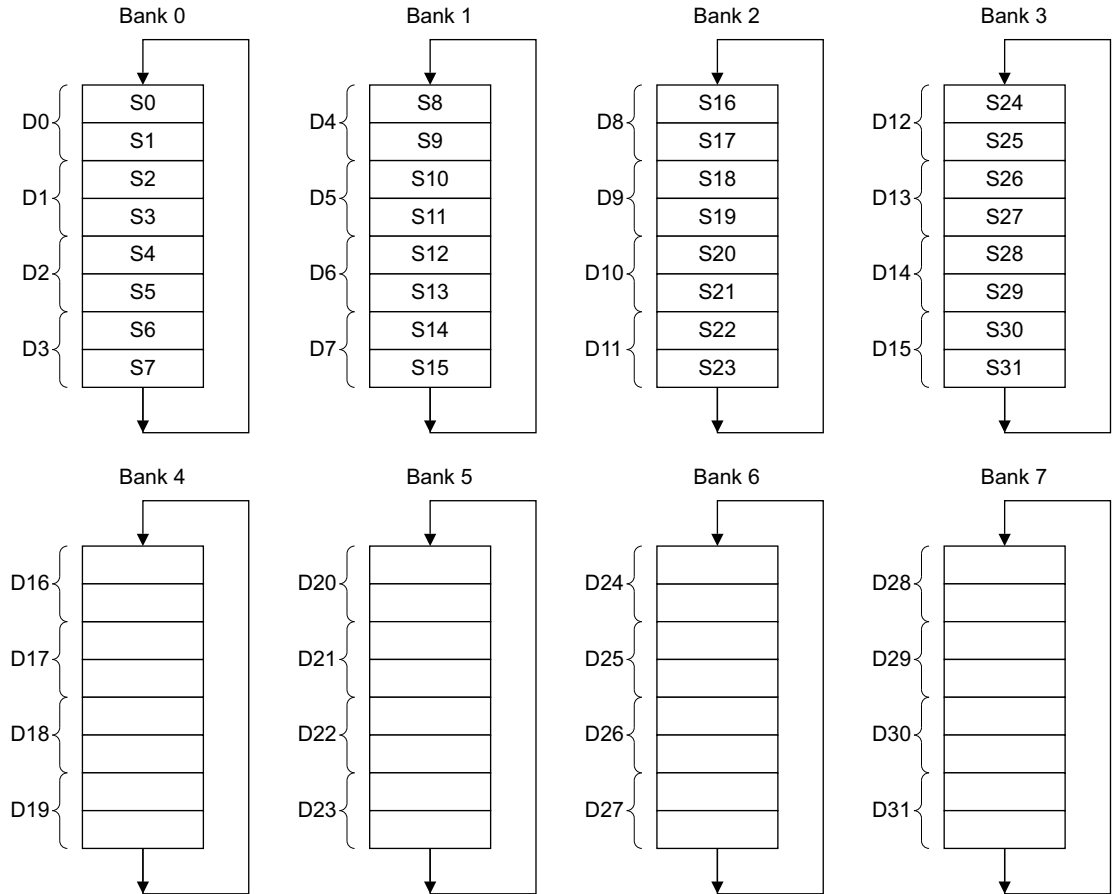 Bank 0 Bank 1 Bank 2 Bank 3
S0 S8 S16 S24
D0 D4 D8 D12
S1 S9 S17 S25
S2 S10 S18 S26
D1 D5 D9 D13
S3 S11 S19 S27
S4 S12 S20 S28
D2 D6 D10 D14
S5 S13 S21 S29
S6 S14 S22 S30
D3 D7 D11 D15
S7 S15 S23 S31
Bank 4 Bank 5 Bank 6 Bank 7
D16 D20 D24 D28
D17 D21 D25 D29
D18 D22 D26 D30
D19 D23 D27 D31